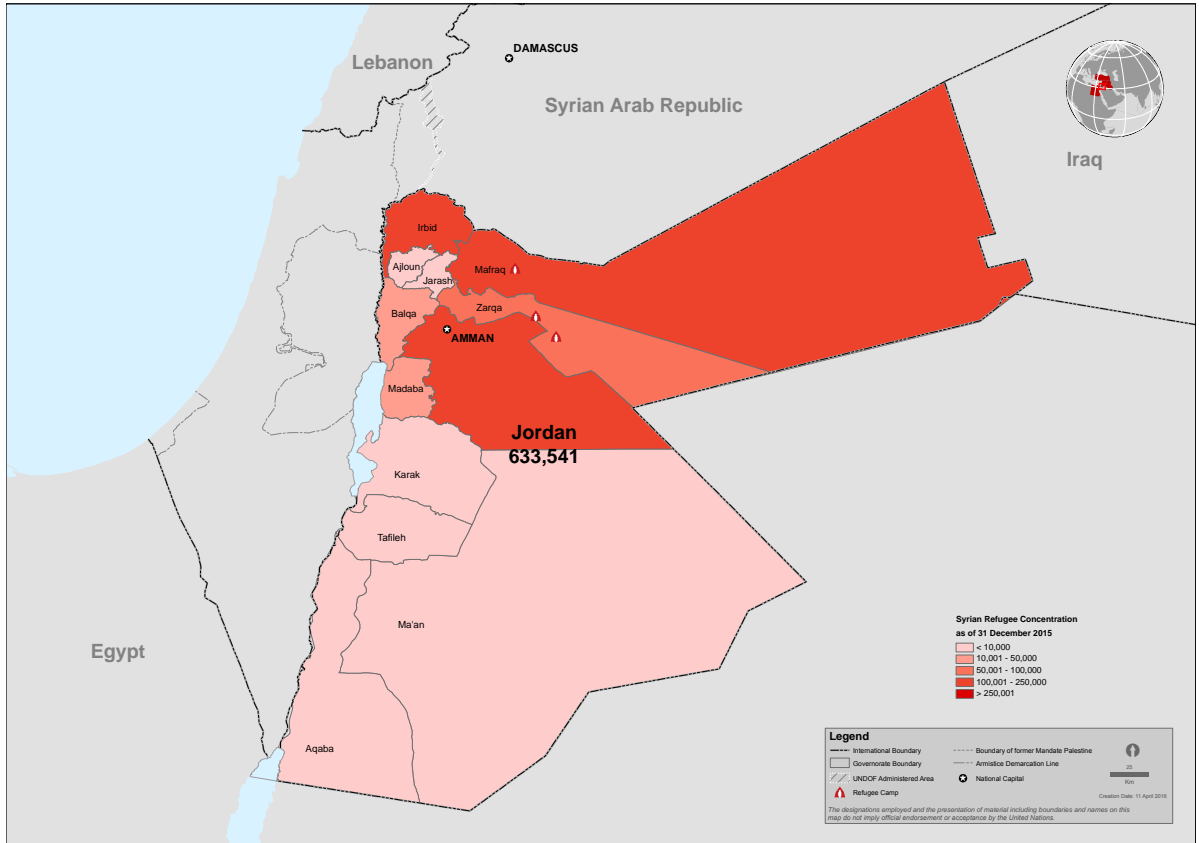 DAMASCUS
Lebanon
Syrian Arab Republic
Iraq
Irbid
Ajloun
Mafraq
Jarash
Zarqa
Balqa
AMMAN
Madaba
Jordan
633,541
Karak
Tafileh
Ma'an
Egypt
Aqaba
Syrian Refugee Concentration
as of 31 December 2015
< 10,000
10,001 - 50,000
50,001 - 100,000
100,001 - 250,000
> 250,001
Legend
International Boundary
Governorate Boundary
UNDOF Administered Area
Refugee Camp
Boundary of former Mandate Palestine
Armistice Demarcation Line
National Capital
25
Km
Creation Date: 11 April 2016
The designations employed and the presentation of material including boundaries and names on this
map do not imply official endorsement or acceptance by the United Nations.